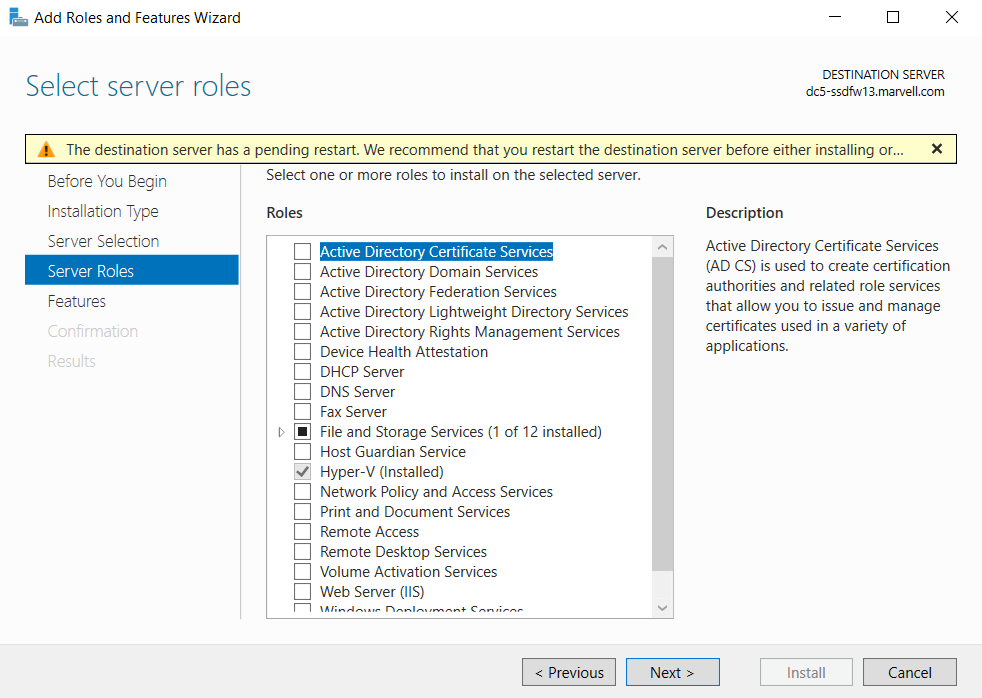 Add Roles and Features Wizard
Select server roles
DESTINATION SERVER
dc5-ssdfw13.marvell.com
The destination server has a pending restart. We recommend that you restart the destination server before either installing or...
Before You Begin
Installation Type
Server Selection
Server Roles
Features
Confirmation
Results
Select one or more roles to install on the selected server.
Roles
Active Directory Certificate Services
Active Directory Domain Services
Active Directory Federation Services
Active Directory Lightweight Directory Services
Active Directory Rights Management Services
Device Health Attestation
DHCP Server
DNS Server
Fax Server
File and Storage Services (1 of 12 installed)
Host Guardian Service
Hyper-V (Installed)
Network Policy and Access Services
Print and Document Services
Remote Access
Remote Desktop Services
Volume Activation Services
Web Server (IIS)
Windows Deployment Services
Description
Active Directory Certificate Services
(AD CS) is used to create certification
authorities and related role services
that allow you to issue and manage
certificates used in a variety of
applications.
< Previous
Next >
Install
Cancel